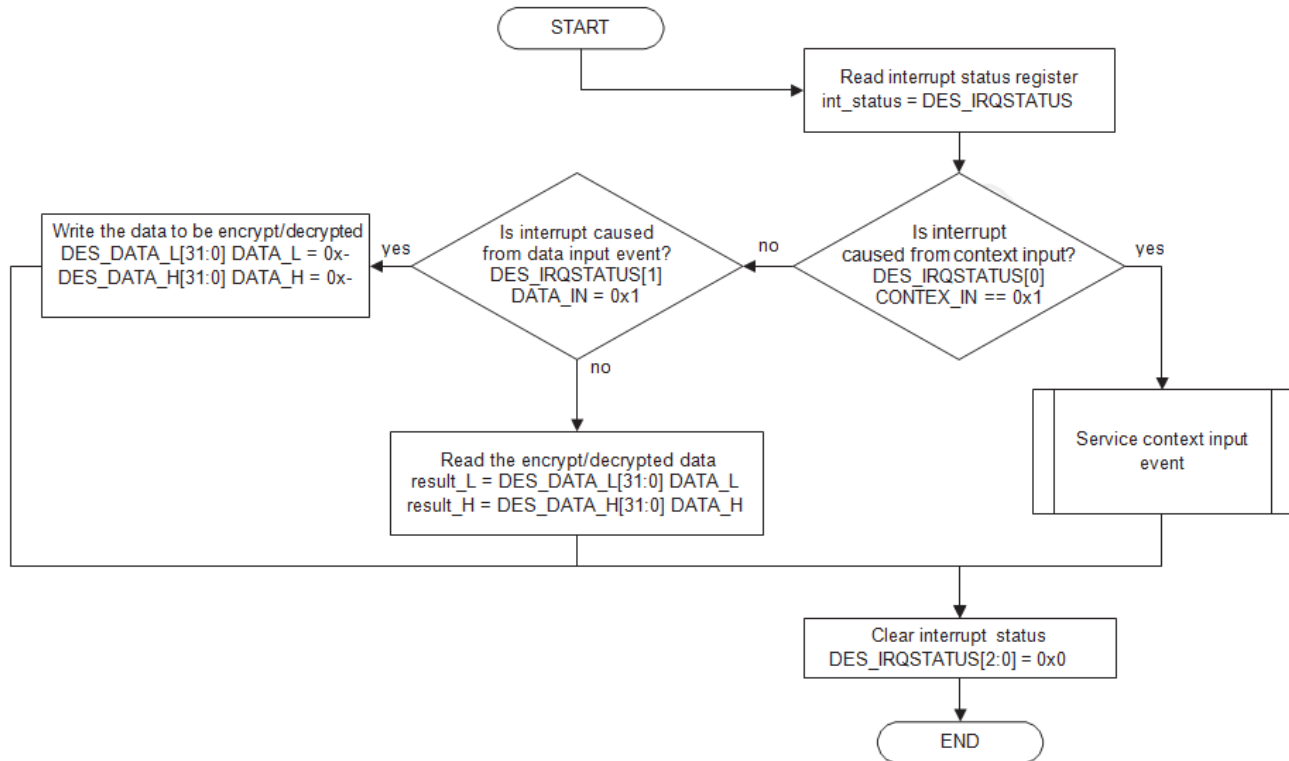 START
Read interrupt status register
int_status = DES_IRQSTATUS
Is interrupt
caused from context input?
DES_IRQSTATUS[0]
CONTEX_IN == 0x1
yes
no
Is interrupt caused
from data input event?
DES_IRQSTATUS[1]
DATA_IN = 0x1
yes
no
Write the data to be encrypt/decrypted
DES_DATA_L[31:0] DATA_L = 0x-
DES_DATA_H[31:0] DATA_H = 0x-
Read the encrypt/decrypted data
result_L = DES_DATA_L[31:0] DATA_L
result_H = DES_DATA_H[31:0] DATA_H
Service context input
event
Clear interrupt status
DES_IRQSTATUS[2:0] = 0x0
END